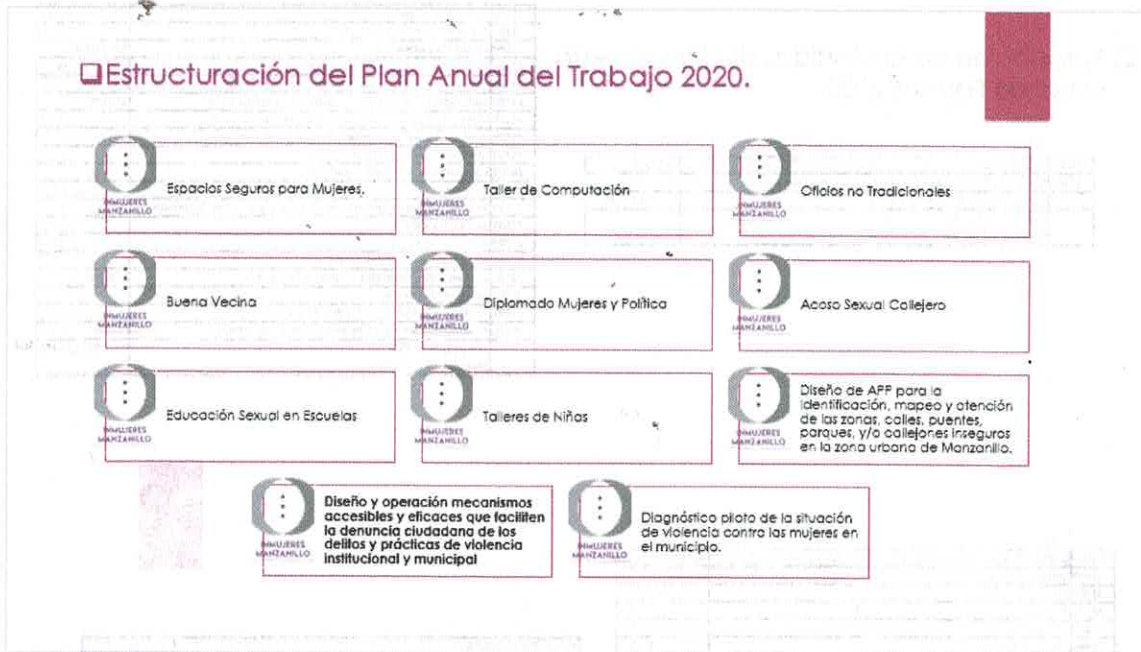 ❑Estructuración del Plan Anual del Trabajo 2020.
INMUJERES
MANZANILLO
Espacios Seguros para Mujeres.
INMUJERES
MANZANILLO
Taller de Computación
INMUJERES
MANZANILLO
Oficios no Tradicionales
INMUJERES
MANZANILLO
Buena Vecina
INMUJERES
MANZANILLO
Diplomado Mujeres y Política
INMUJERES
MANZANILLO
Acoso Sexual Callejero
INMUJERES
MANZANILLO
Educación Sexual en Escuelas
INMUJERES
MANZANILLO
Talleres de Niñas
INMUJERES
MANZANILLO
Diseño de APP para la
identificación, mapeo y atención
de las zonas, calles, puentes,
parques, y/o callejones inseguros
en la zona urbana de Manzanillo.
INMUJERES
MANZANILLO
Diseño y operación mecanismos
accesibles y eficaces que faciliten
la denuncia ciudadana de los
delitos y prácticas de violencia
institucional y municipal
INMUJERES
MANZANILLO
Diagnóstico piloto de la situación
de violencia contra las mujeres en
el municipio.